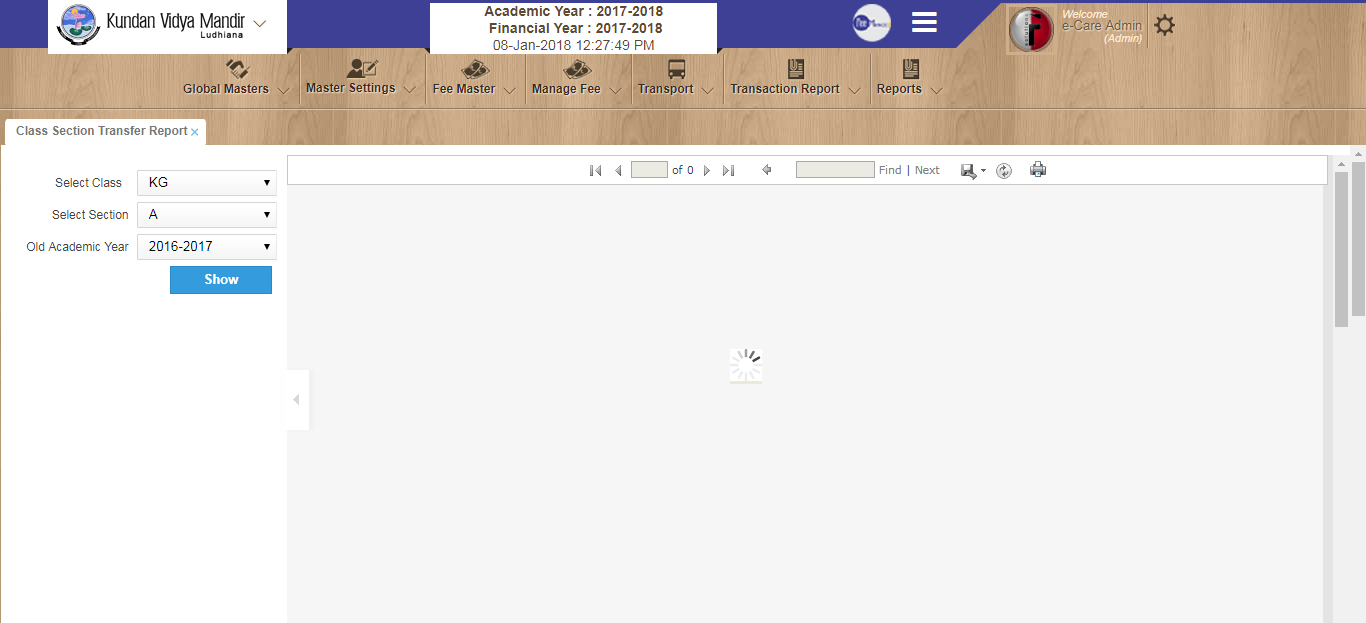 Kundan Vidya Mandir
Ludhiana
Academic Year : 2017-2018
Financial Year : 2017-2018
08-Jan-2018 12:27:49 PM
Welcome
e-Care Admin
(Admin)
Global Masters
Master Settings
Fee Master
Manage Fee
Transport
Transaction Report
Reports
Class Section Transfer Report x
Select Class KG
Select Section A
Old Academic Year 2016-2017
Show
of 0
Find | Next